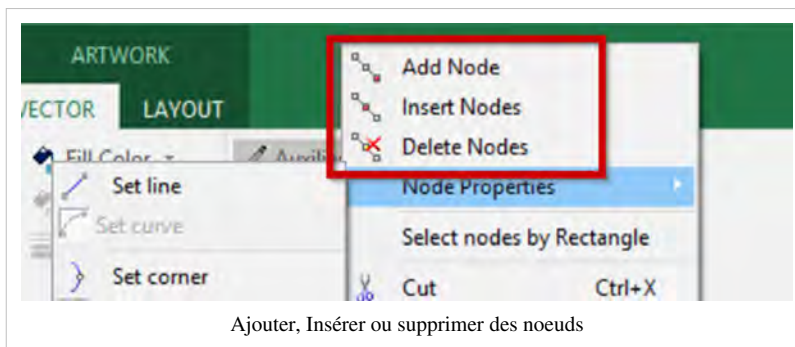 ARTWORK
VECTOR LAYOUT
Fill Color
Add Node
Insert Nodes
Delete Nodes
Node Properties
Select nodes by Rectangle
Cut Ctrl+X
Set line
Set curve
Set corner
Ajouter, Insérer ou supprimer des noeuds